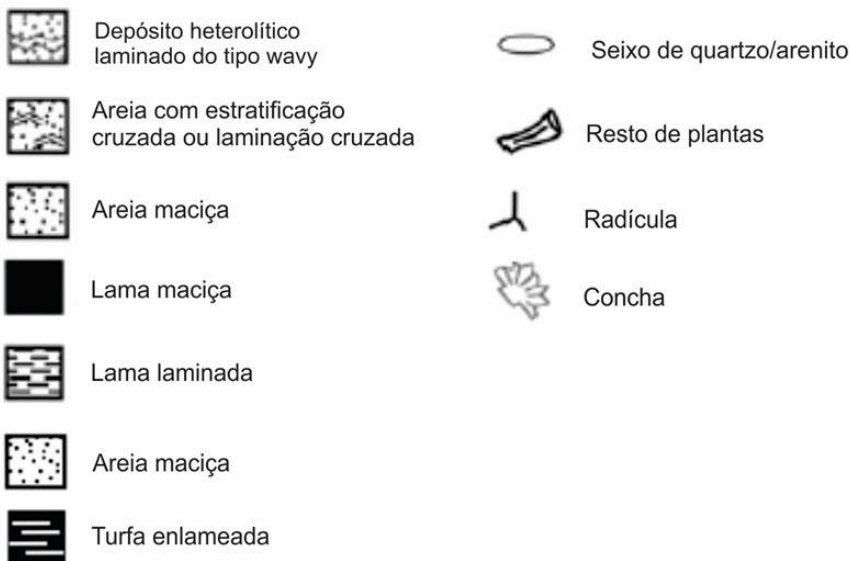 Depósito heterolítico
laminado do tipo wavy
Areia com estratificação
cruzada ou laminação cruzada
Areia maciça
Lama maciça
Lama laminada
Areia maciça
Turfa enlameada
Seixo de quartzo/arenito
Resto de plantas
Radícula
Concha